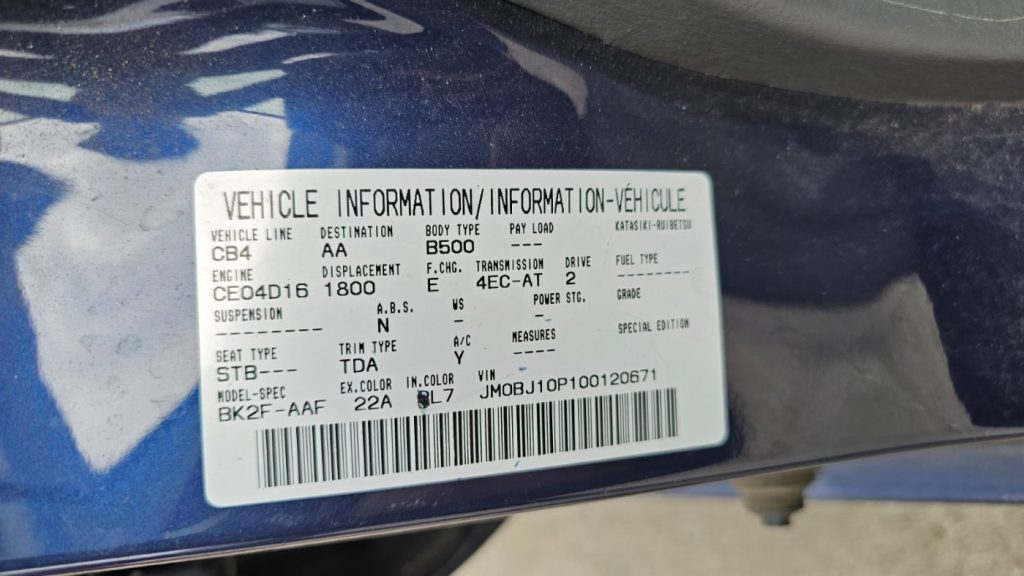 VEHICLE INFORMATION/INFORMATION-VÉHICULE
VEHICLE LINE DESTINATION BODY TYPE PAY LOAD KATASIKI-RUIBETSU
CB4 AA B500 ---
ENGINE DISPLACEMENT F.CHG. TRANSMISSION DRIVE FUEL TYPE
CE04D16 1800 E 4EC-AT 2 --------
SUSPENSION A.B.S. WS POWER STG. GRADE
-------- N - -
SEAT TYPE TRIM TYPE A/C MEASURES SPECIAL EDITION
STB--- TDA Y ----
MODEL-SPEC EX.COLOR IN.COLOR VIN
BK2F-AAF 22A BL7 JM0BJ10P100120671